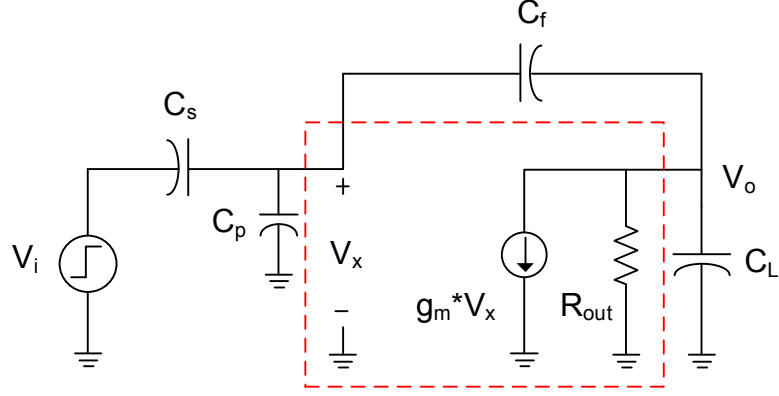 C_f
C_s
+
V_o
C_p
V_i
V_x
C_L
g_m*V_x
R_out
−